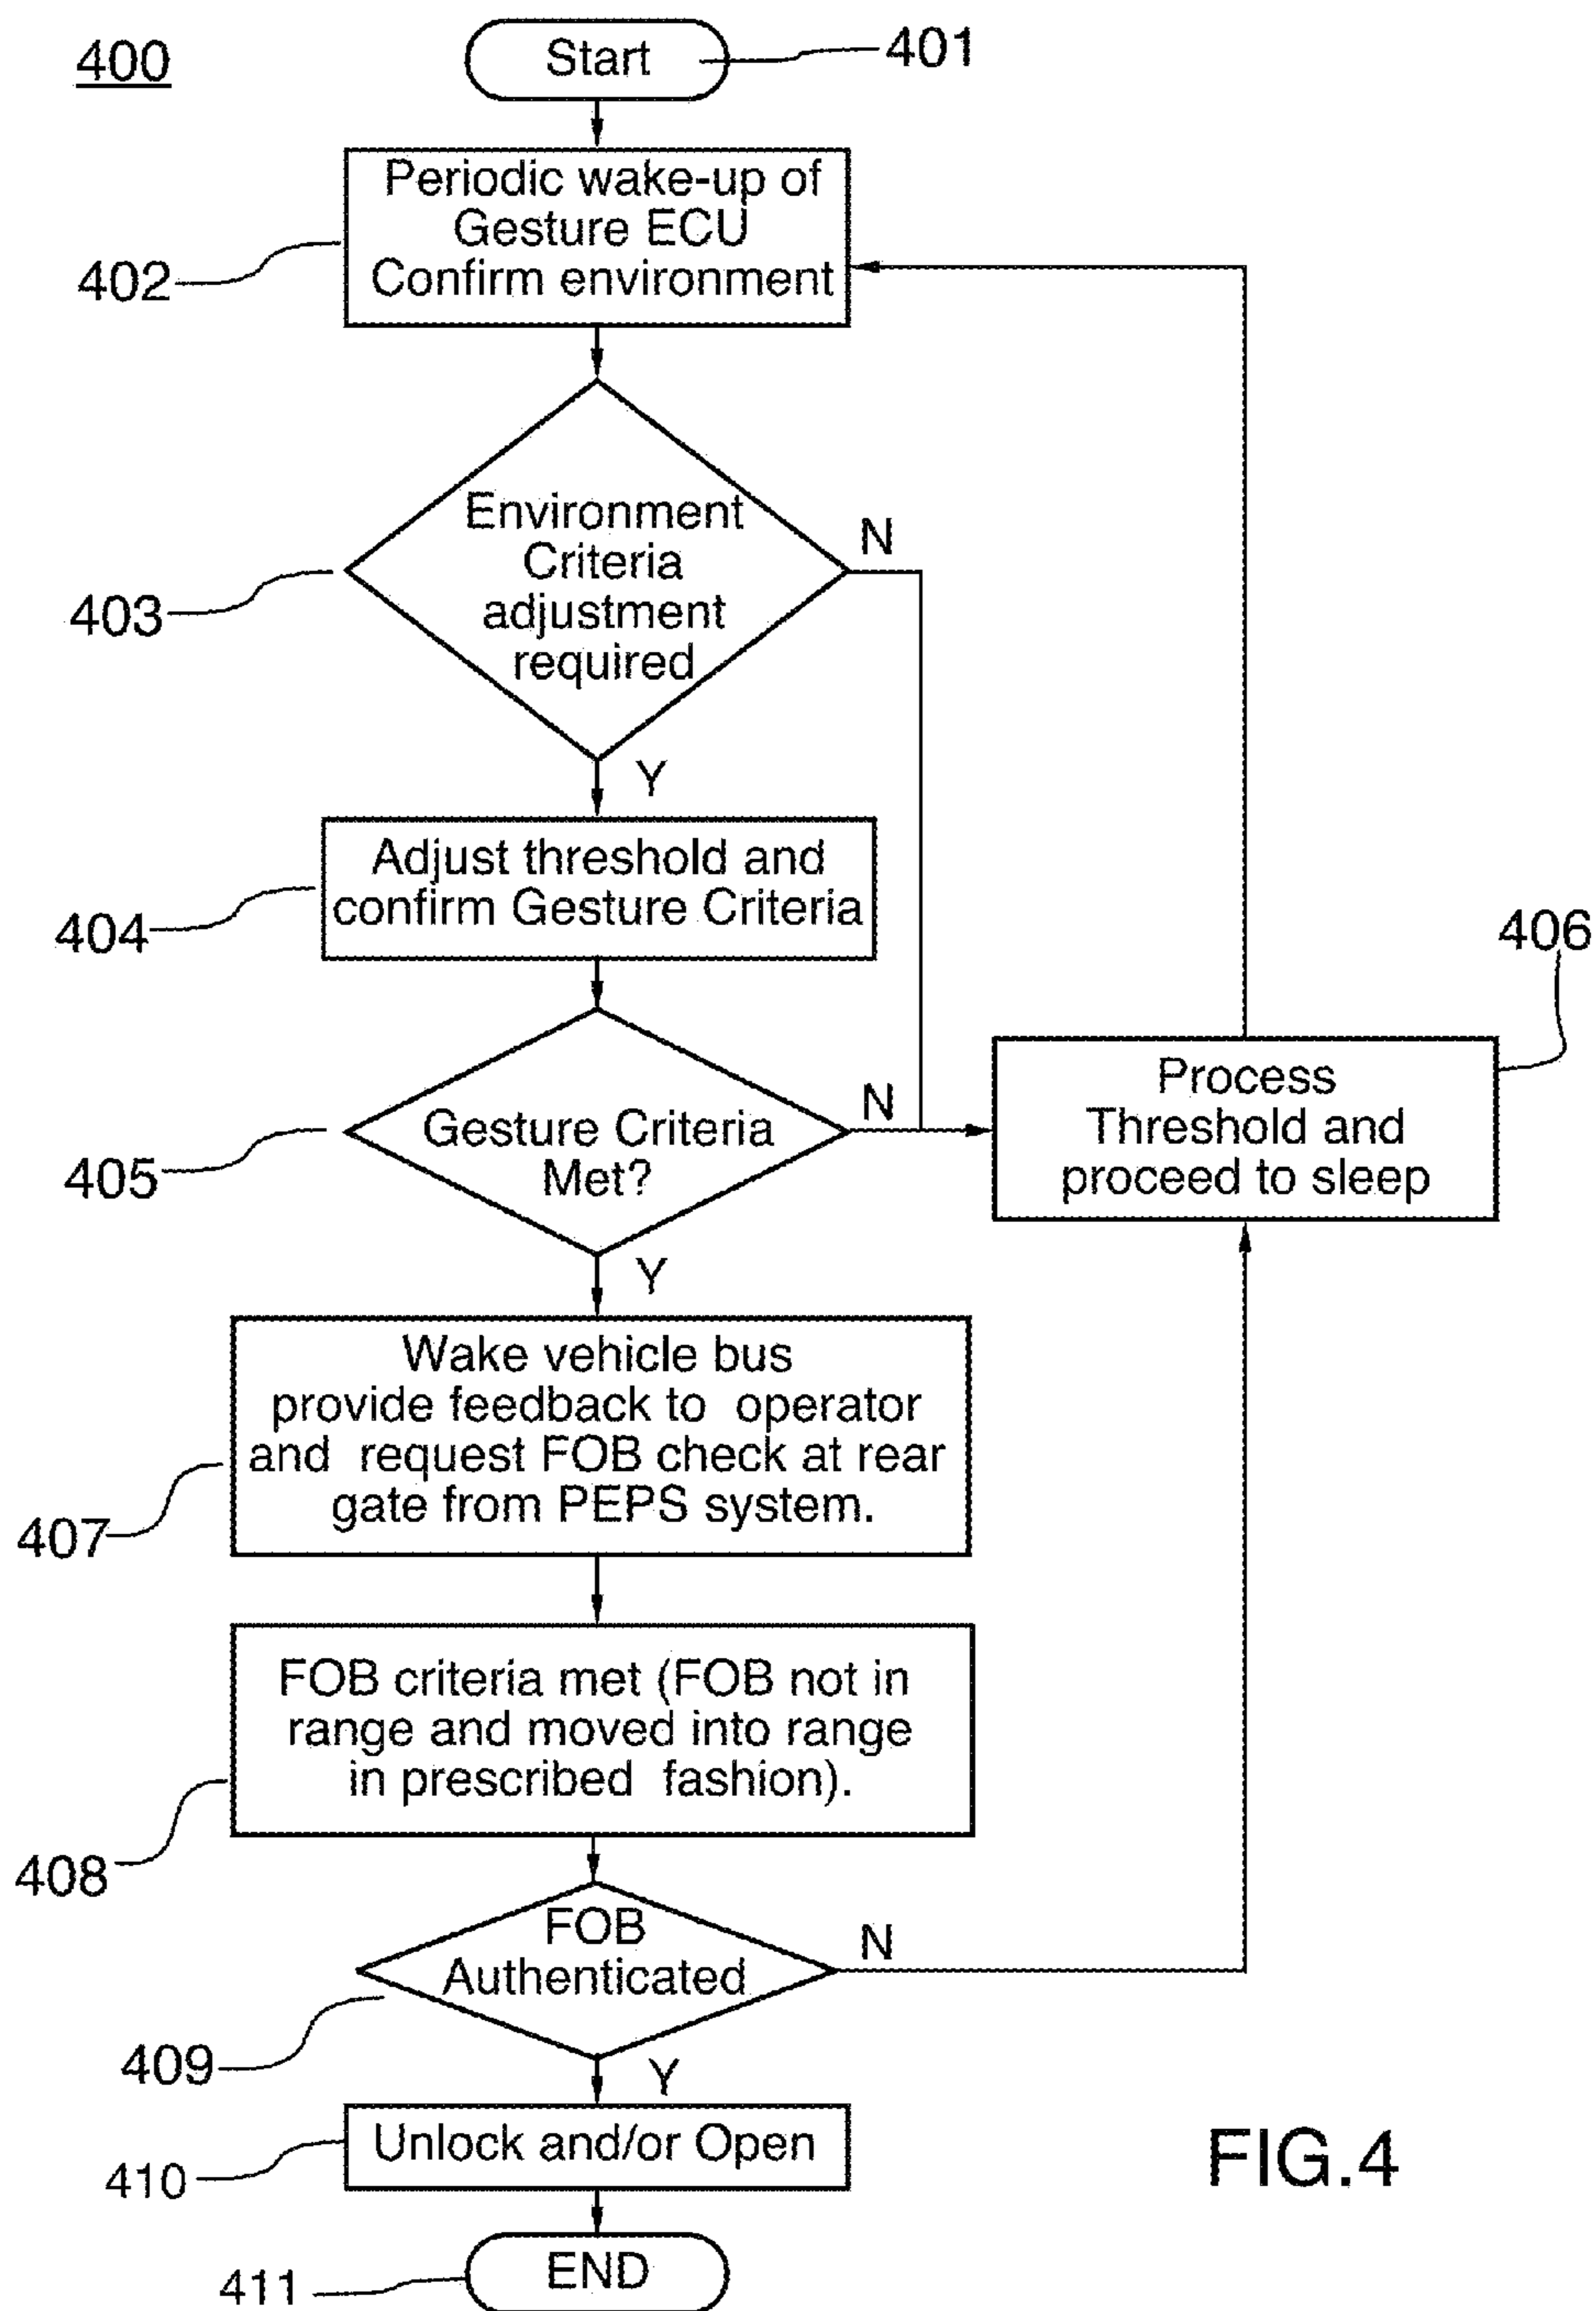 400
Start
401
Periodic wake-up of
Gesture ECU
Confirm environment
402
Environment
Criteria
adjustment
required
N
403
Y
Adjust threshold and
confirm Gesture Criteria
404
406
Gesture Criteria
Met?
N
405
Process
Threshold and
proceed to sleep
Y
Wake vehicle bus
provide feedback to operator
and request FOB check at rear
gate from PEPS system.
407
FOB criteria met (FOB not in
range and moved into range
in prescribed fashion).
408
FOB
Authenticated
N
409
Y
Unlock and/or Open
410
FIG.4
END
411